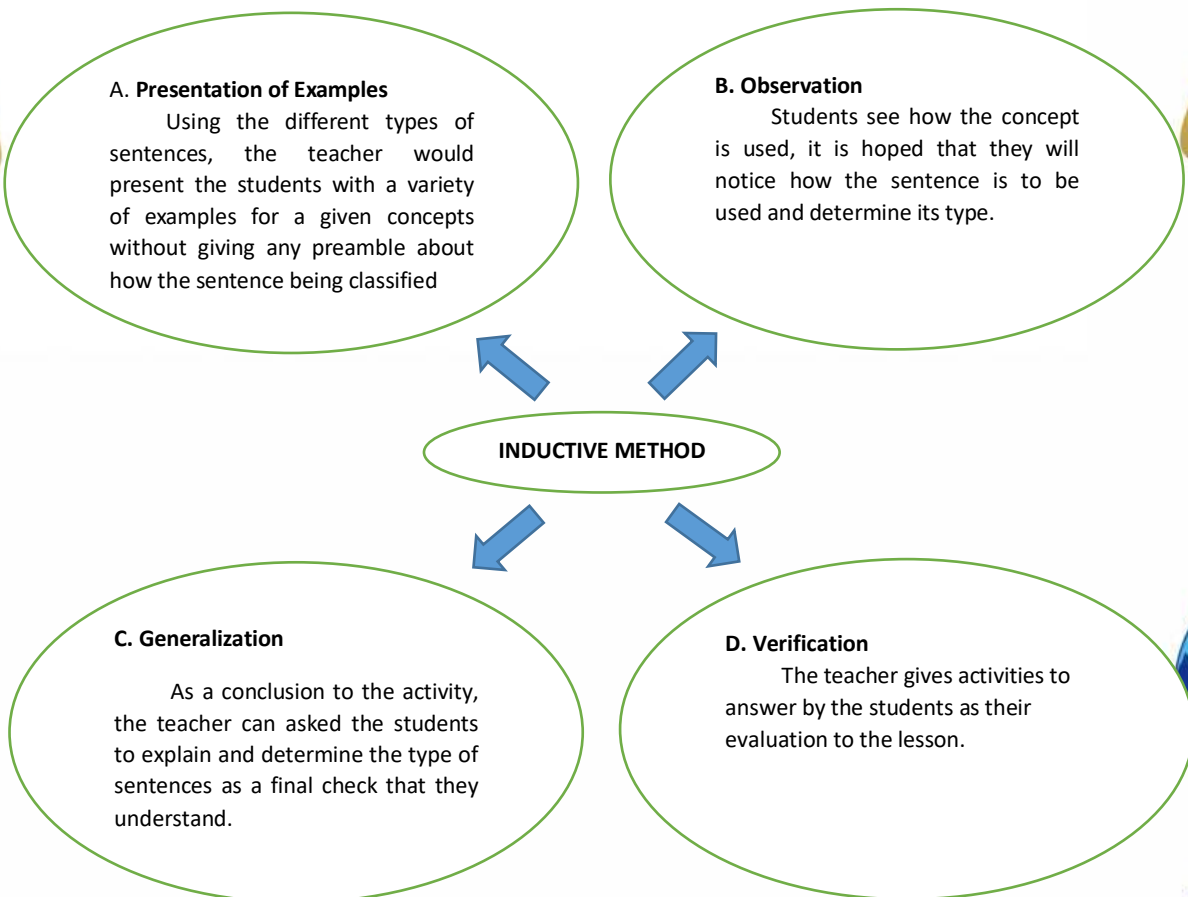 A. Presentation of Examples
Using the different types of
sentences, the teacher would
present the students with a variety
of examples for a given concepts
without giving any preamble about
how the sentence being classified
B. Observation
Students see how the concept
is used, it is hoped that they will
notice how the sentence is to be
used and determine its type.
INDUCTIVE METHOD
C. Generalization
As a conclusion to the activity,
the teacher can asked the students
to explain and determine the type of
sentences as a final check that they
understand.
D. Verification
The teacher gives activities to
answer by the students as their
evaluation to the lesson.